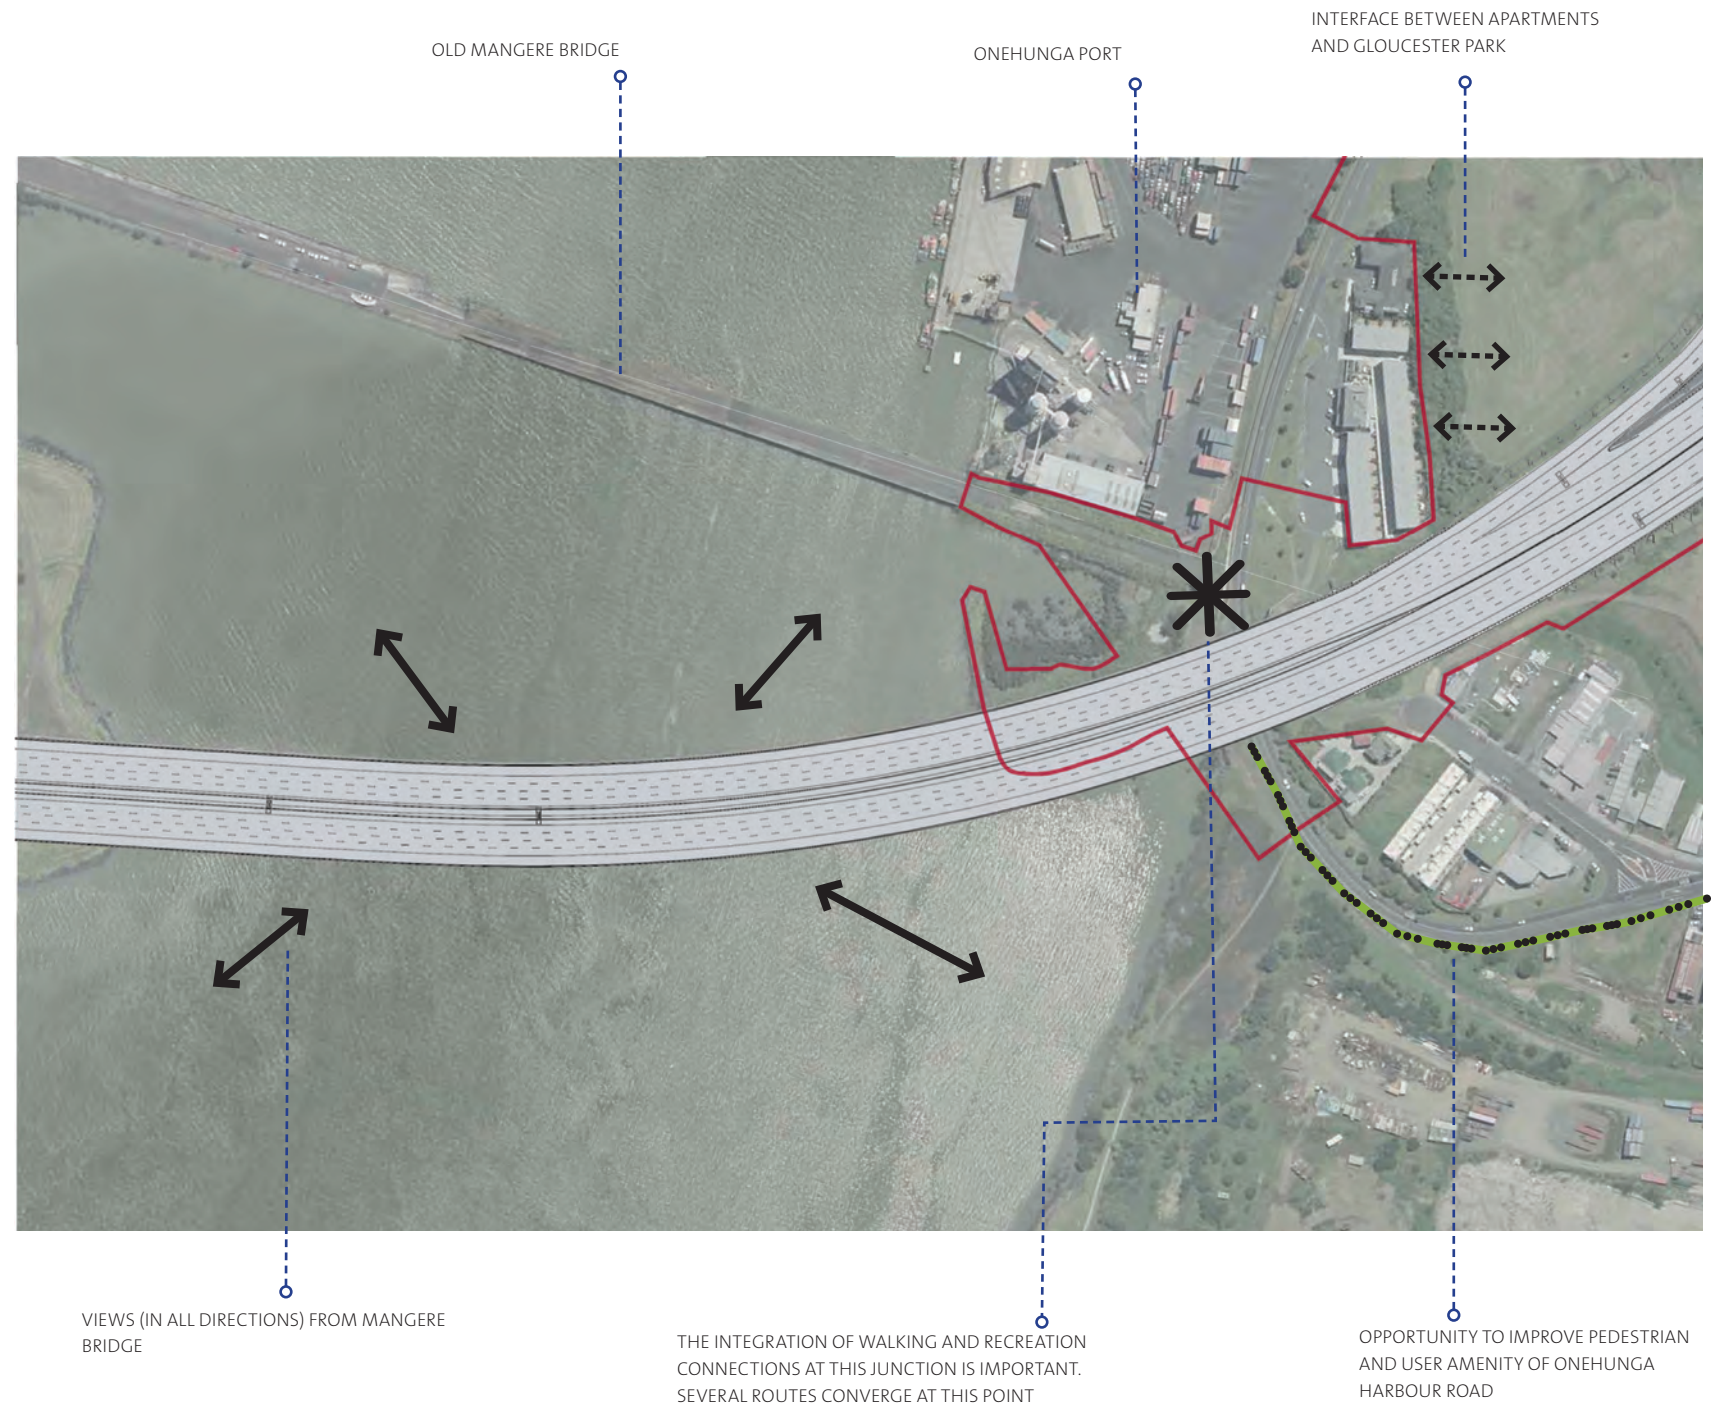 INTERFACE BETWEEN APARTMENTS
AND GLOUCESTER PARK
OLD MANGERE BRIDGE
ONEHUNGA PORT
VIEWS (IN ALL DIRECTIONS) FROM MANGERE
BRIDGE
THE INTEGRATION OF WALKING AND RECREATION
CONNECTIONS AT THIS JUNCTION IS IMPORTANT.
SEVERAL ROUTES CONVERGE AT THIS POINT
OPPORTUNITY TO IMPROVE PEDESTRIAN
AND USER AMENITY OF ONEHUNGA
HARBOUR ROAD